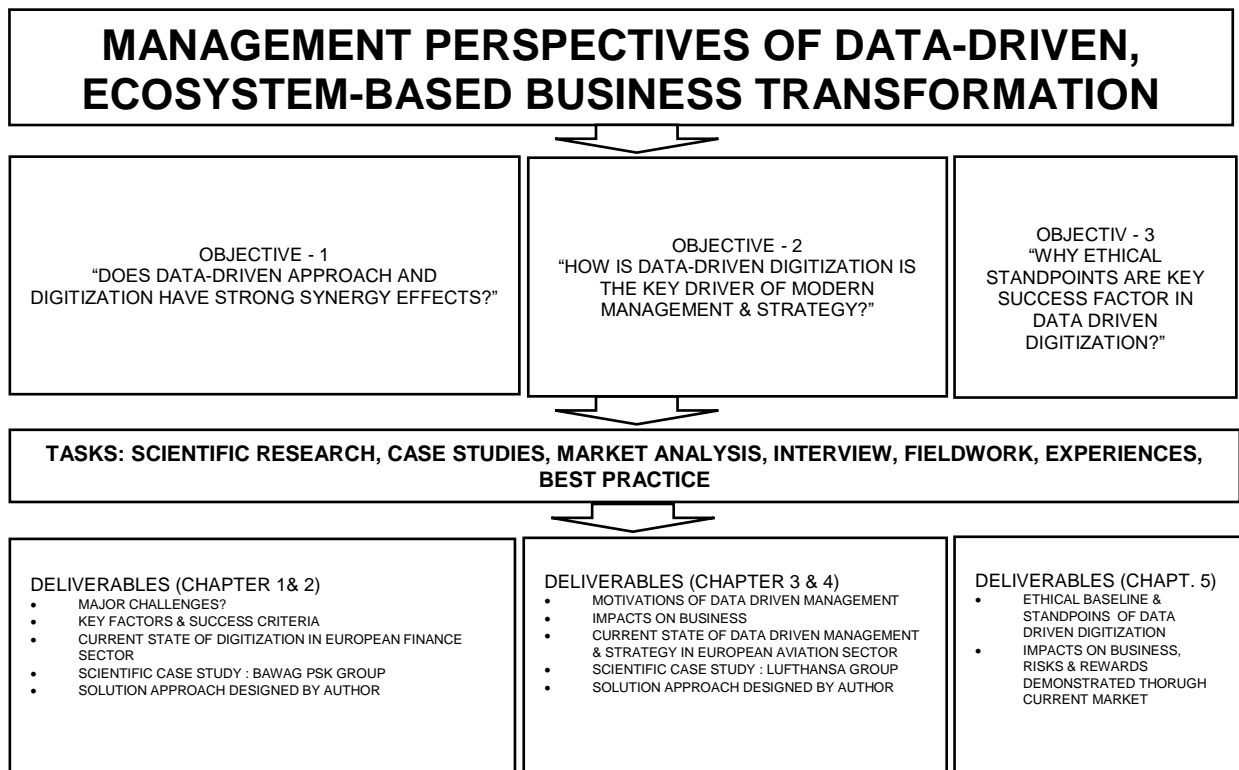 MANAGEMENT PERSPECTIVES OF DATA-DRIVEN,
ECOSYSTEM-BASED BUSINESS TRANSFORMATION
OBJECTIVE - 1
“DOES DATA-DRIVEN APPROACH AND
DIGITIZATION HAVE STRONG SYNERGY EFFECTS?”
OBJECTIVE - 2
“HOW IS DATA-DRIVEN DIGITIZATION IS
THE KEY DRIVER OF MODERN
MANAGEMENT & STRATEGY?”
OBJECTIV - 3
“WHY ETHICAL
STANDPOINTS ARE KEY
SUCCESS FACTOR IN
DATA DRIVEN
DIGITIZATION?”
TASKS: SCIENTIFIC RESEARCH, CASE STUDIES, MARKET ANALYSIS, INTERVIEW, FIELDWORK, EXPERIENCES,
BEST PRACTICE
DELIVERABLES (CHAPTER 1& 2)
• MAJOR CHALLENGES?
• KEY FACTORS & SUCCESS CRITERIA
• CURRENT STATE OF DIGITIZATION IN EUROPEAN FINANCE
SECTOR
• SCIENTIFIC CASE STUDY : BAWAG PSK GROUP
• SOLUTION APPROACH DESIGNED BY AUTHOR
DELIVERABLES (CHAPTER 3 & 4)
• MOTIVATIONS OF DATA DRIVEN MANAGEMENT
• IMPACTS ON BUSINESS
• CURRENT STATE OF DATA DRIVEN MANAGEMENT
& STRATEGY IN EUROPEAN AVIATION SECTOR
• SCIENTIFIC CASE STUDY : LUFTHANSA GROUP
• SOLUTION APPROACH DESIGNED BY AUTHOR
DELIVERABLES (CHAPT. 5)
• ETHICAL BASELINE &
STANDPOINS OF DATA
DRIVEN DIGITIZATION
• IMPACTS ON BUSINESS,
RISKS & REWARDS
DEMONSTRATED THORUGH
CURRENT MARKET